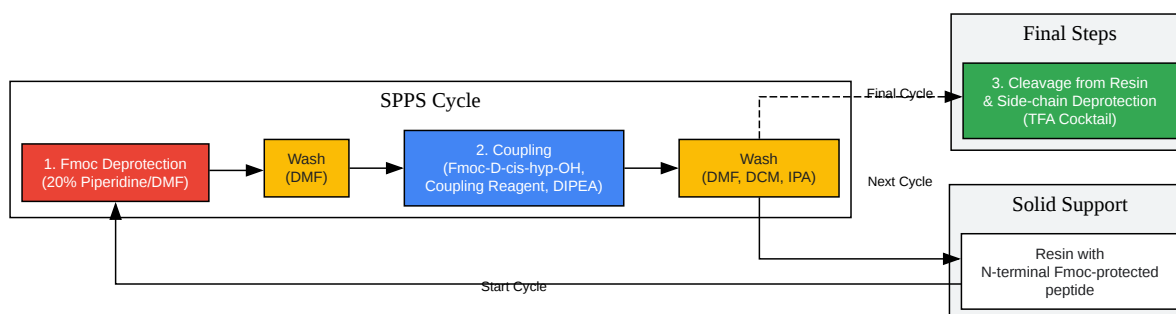 Final Steps
3. Cleavage from Resin
& Side-chain Deprotection
(TFA Cocktail)
Final Cycle
SPPS Cycle
1. Fmoc Deprotection
(20% Piperidine/DMF)
Wash
(DMF)
2. Coupling
(Fmoc-D-cis-hyp-OH,
Coupling Reagent, DIPEA)
Wash
(DMF, DCM, IPA)
Next Cycle
Solid Support
Resin with
N-terminal Fmoc-protected
peptide
Start Cycle